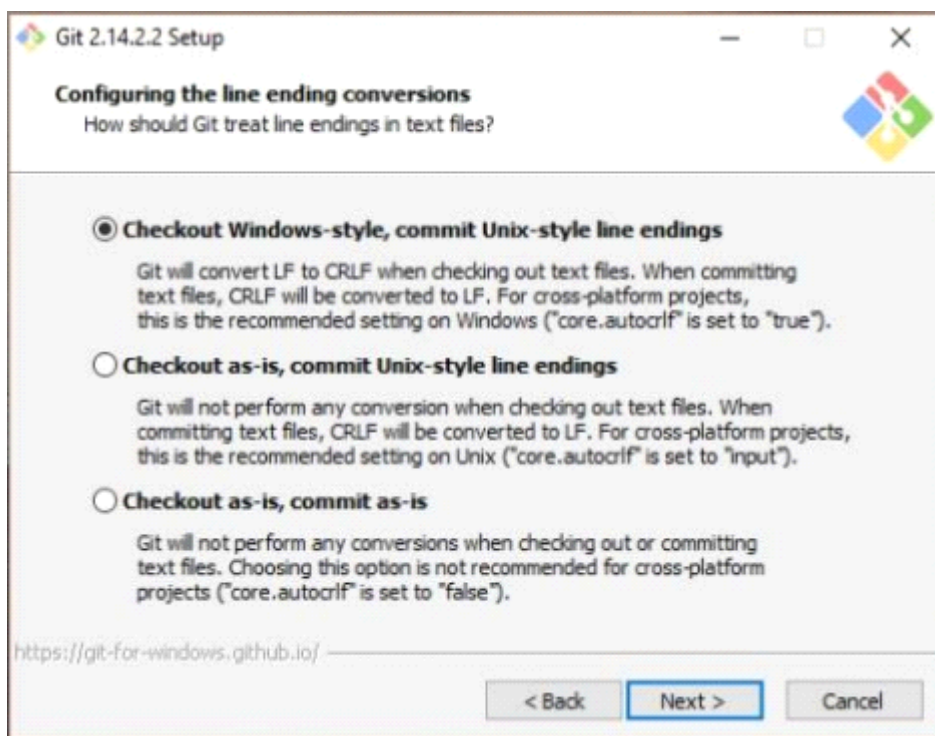 Git 2.14.2.2 Setup
Configuring the line ending conversions
How should Git treat line endings in text files?
Checkout Windows-style, commit Unix-style line endings
Git will convert LF to CRLF when checking out text files. When committing
text files, CRLF will be converted to LF. For cross-platform projects,
this is the recommended setting on Windows ("core.autocrlf" is set to "true").
Checkout as-is, commit Unix-style line endings
Git will not perform any conversion when checking out text files. When
committing text files, CRLF will be converted to LF. For cross-platform projects,
this is the recommended setting on Unix ("core.autocrlf" is set to "input").
Checkout as-is, commit as-is
Git will not perform any conversions when checking out or committing
text files. Choosing this option is not recommended for cross-platform
projects ("core.autocrlf" is set to "false").
https://git-for-windows.github.io/
< Back Next > Cancel